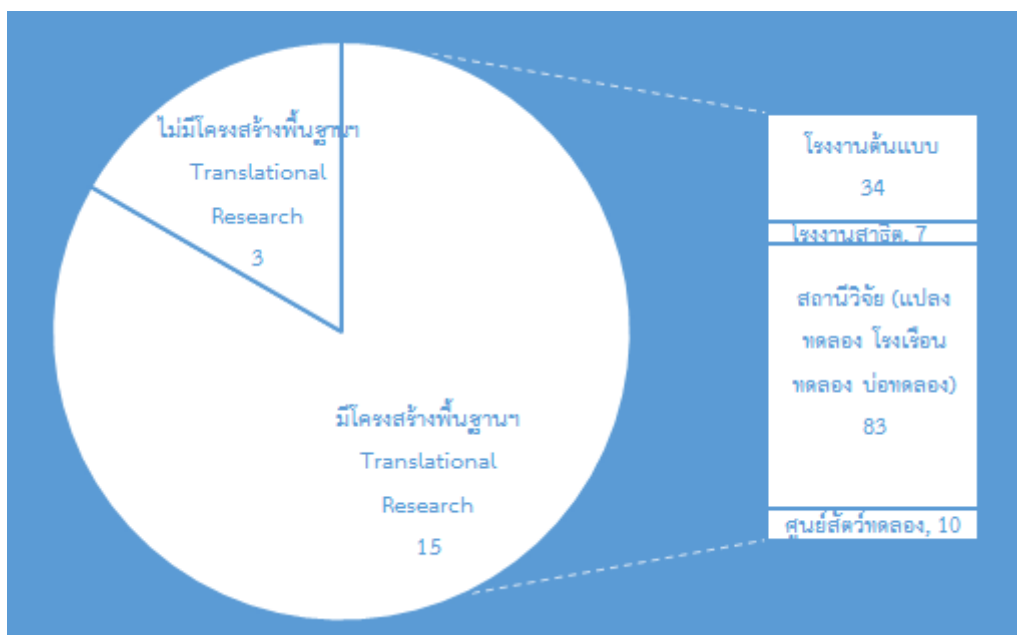 ไม่มีโครงสร้างพื้นฐานฯ
Translational
Research
3
มีโครงสร้างพื้นฐานฯ
Translational
Research
15
โรงงานต้นแบบ
34
โรงงานสาธิต, 7
สถานีวิจัย (แปลง
ทดลอง โรงเรือน
ทดลอง บ่อทดลอง)
83
ศูนย์สัตว์ทดลอง, 10